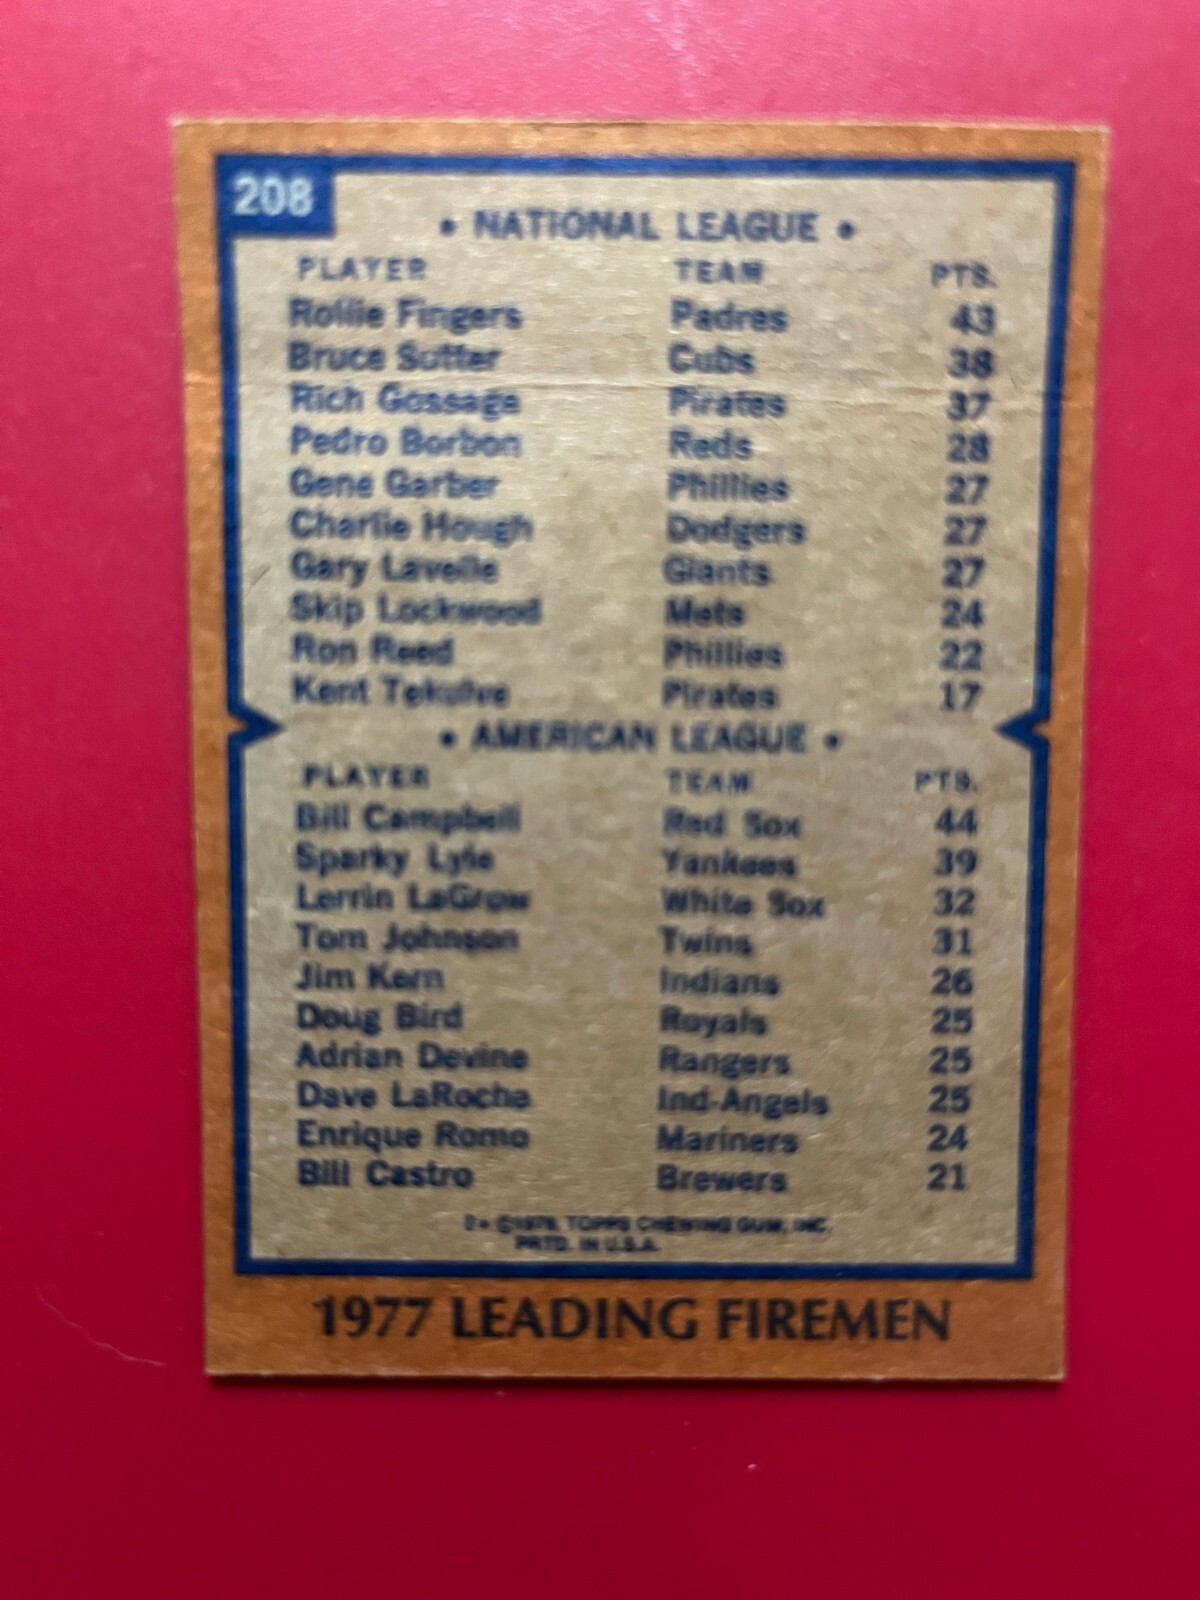 208
• NATIONAL LEAGUE •
PLAYER TEAM PTS.
Rollie Fingers Padres 43
Bruce Sutter Cubs 38
Rich Gossage Pirates 37
Pedro Borbon Reds 28
Gene Garber Phillies 27
Charlie Hough Dodgers 27
Gary Lavelle Giants 27
Skip Lockwood Mets 24
Ron Reed Phillies 22
Kent Tekulve Pirates 17
• AMERICAN LEAGUE •
PLAYER TEAM PTS.
Bill Campbell Red Sox 44
Sparky Lyle Yankees 39
Lerrin LaGrow White Sox 32
Tom Johnson Twins 31
Jim Kern Indians 26
Doug Bird Royals 25
Adrian Devine Rangers 25
Dave LaRoche Ind-Angels 25
Enrique Romo Mariners 24
Bill Castro Brewers 21
©1978, TOPPS CHEWING GUM, INC.
PRTD. IN U.S.A.
1977 LEADING FIREMEN